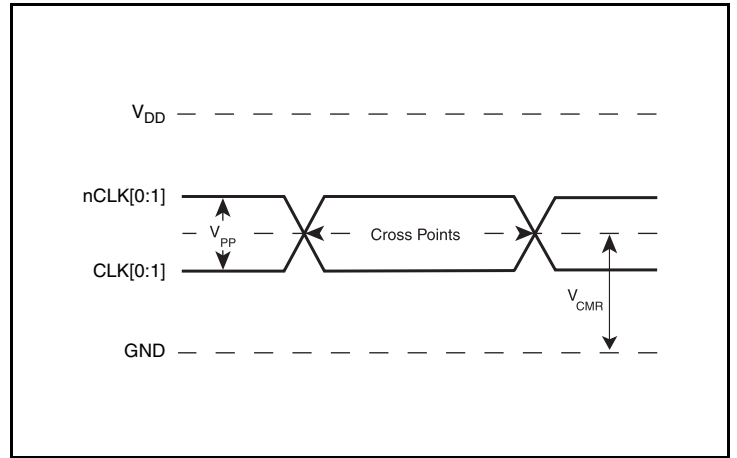 VDD
nCLK[0:1]
VPP
Cross Points
CLK[0:1]
VCMR
GND